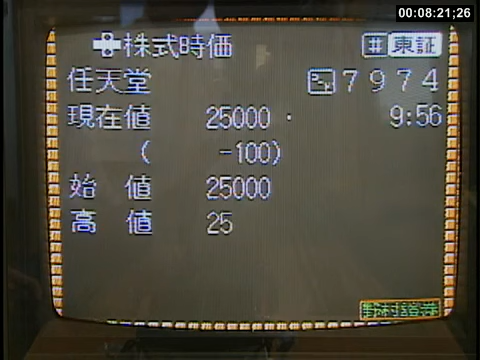 00:08:21;26
株式時価 # 東証
任天堂 7974
現在値 25000 9:56
( -100)
始値 25000
高値 25
野村證券